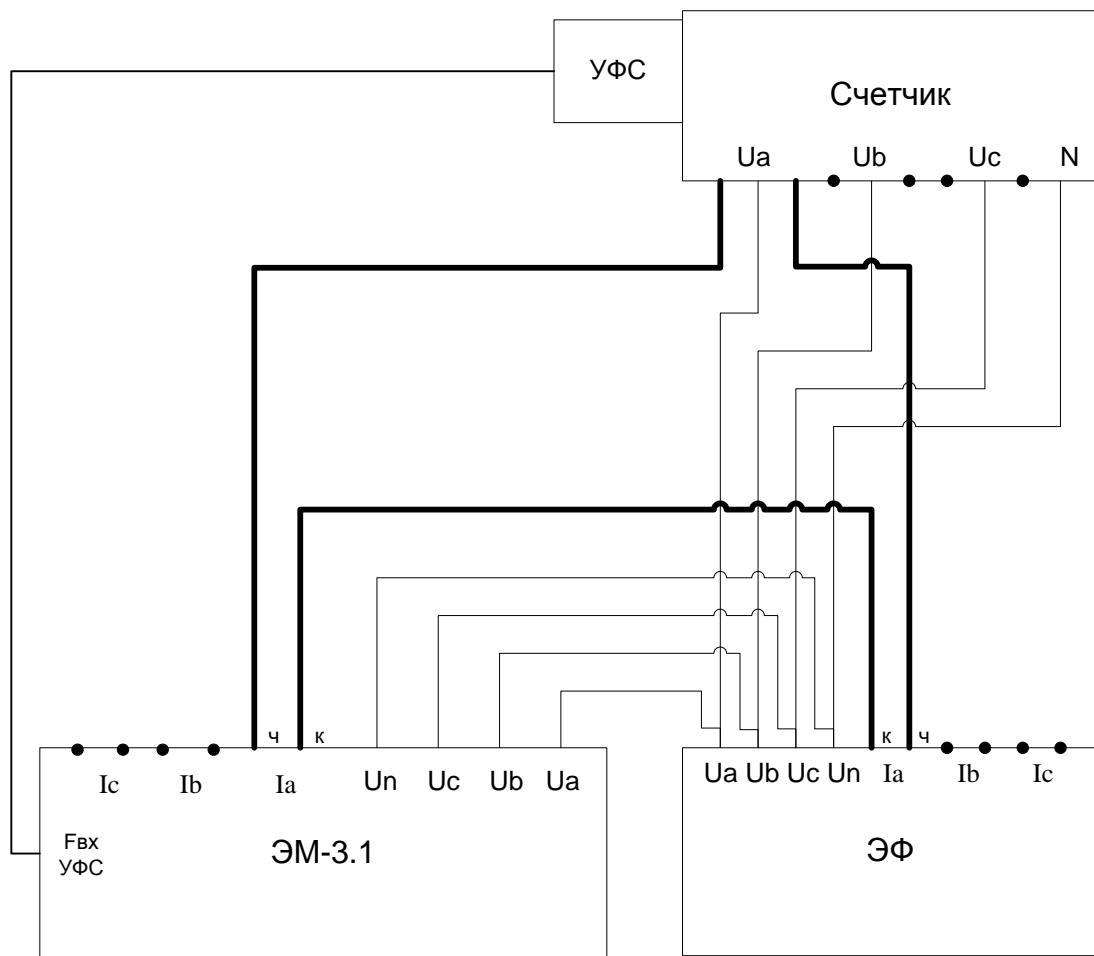 УФС
Счетчик
Ua Ub Uc N
ч к
к ч
Ic Ib Ia Un Uc Ub Ua
Ua Ub Uc Un Ia Ib Ic
Fвх
УФС
ЭМ-3.1
ЭФ